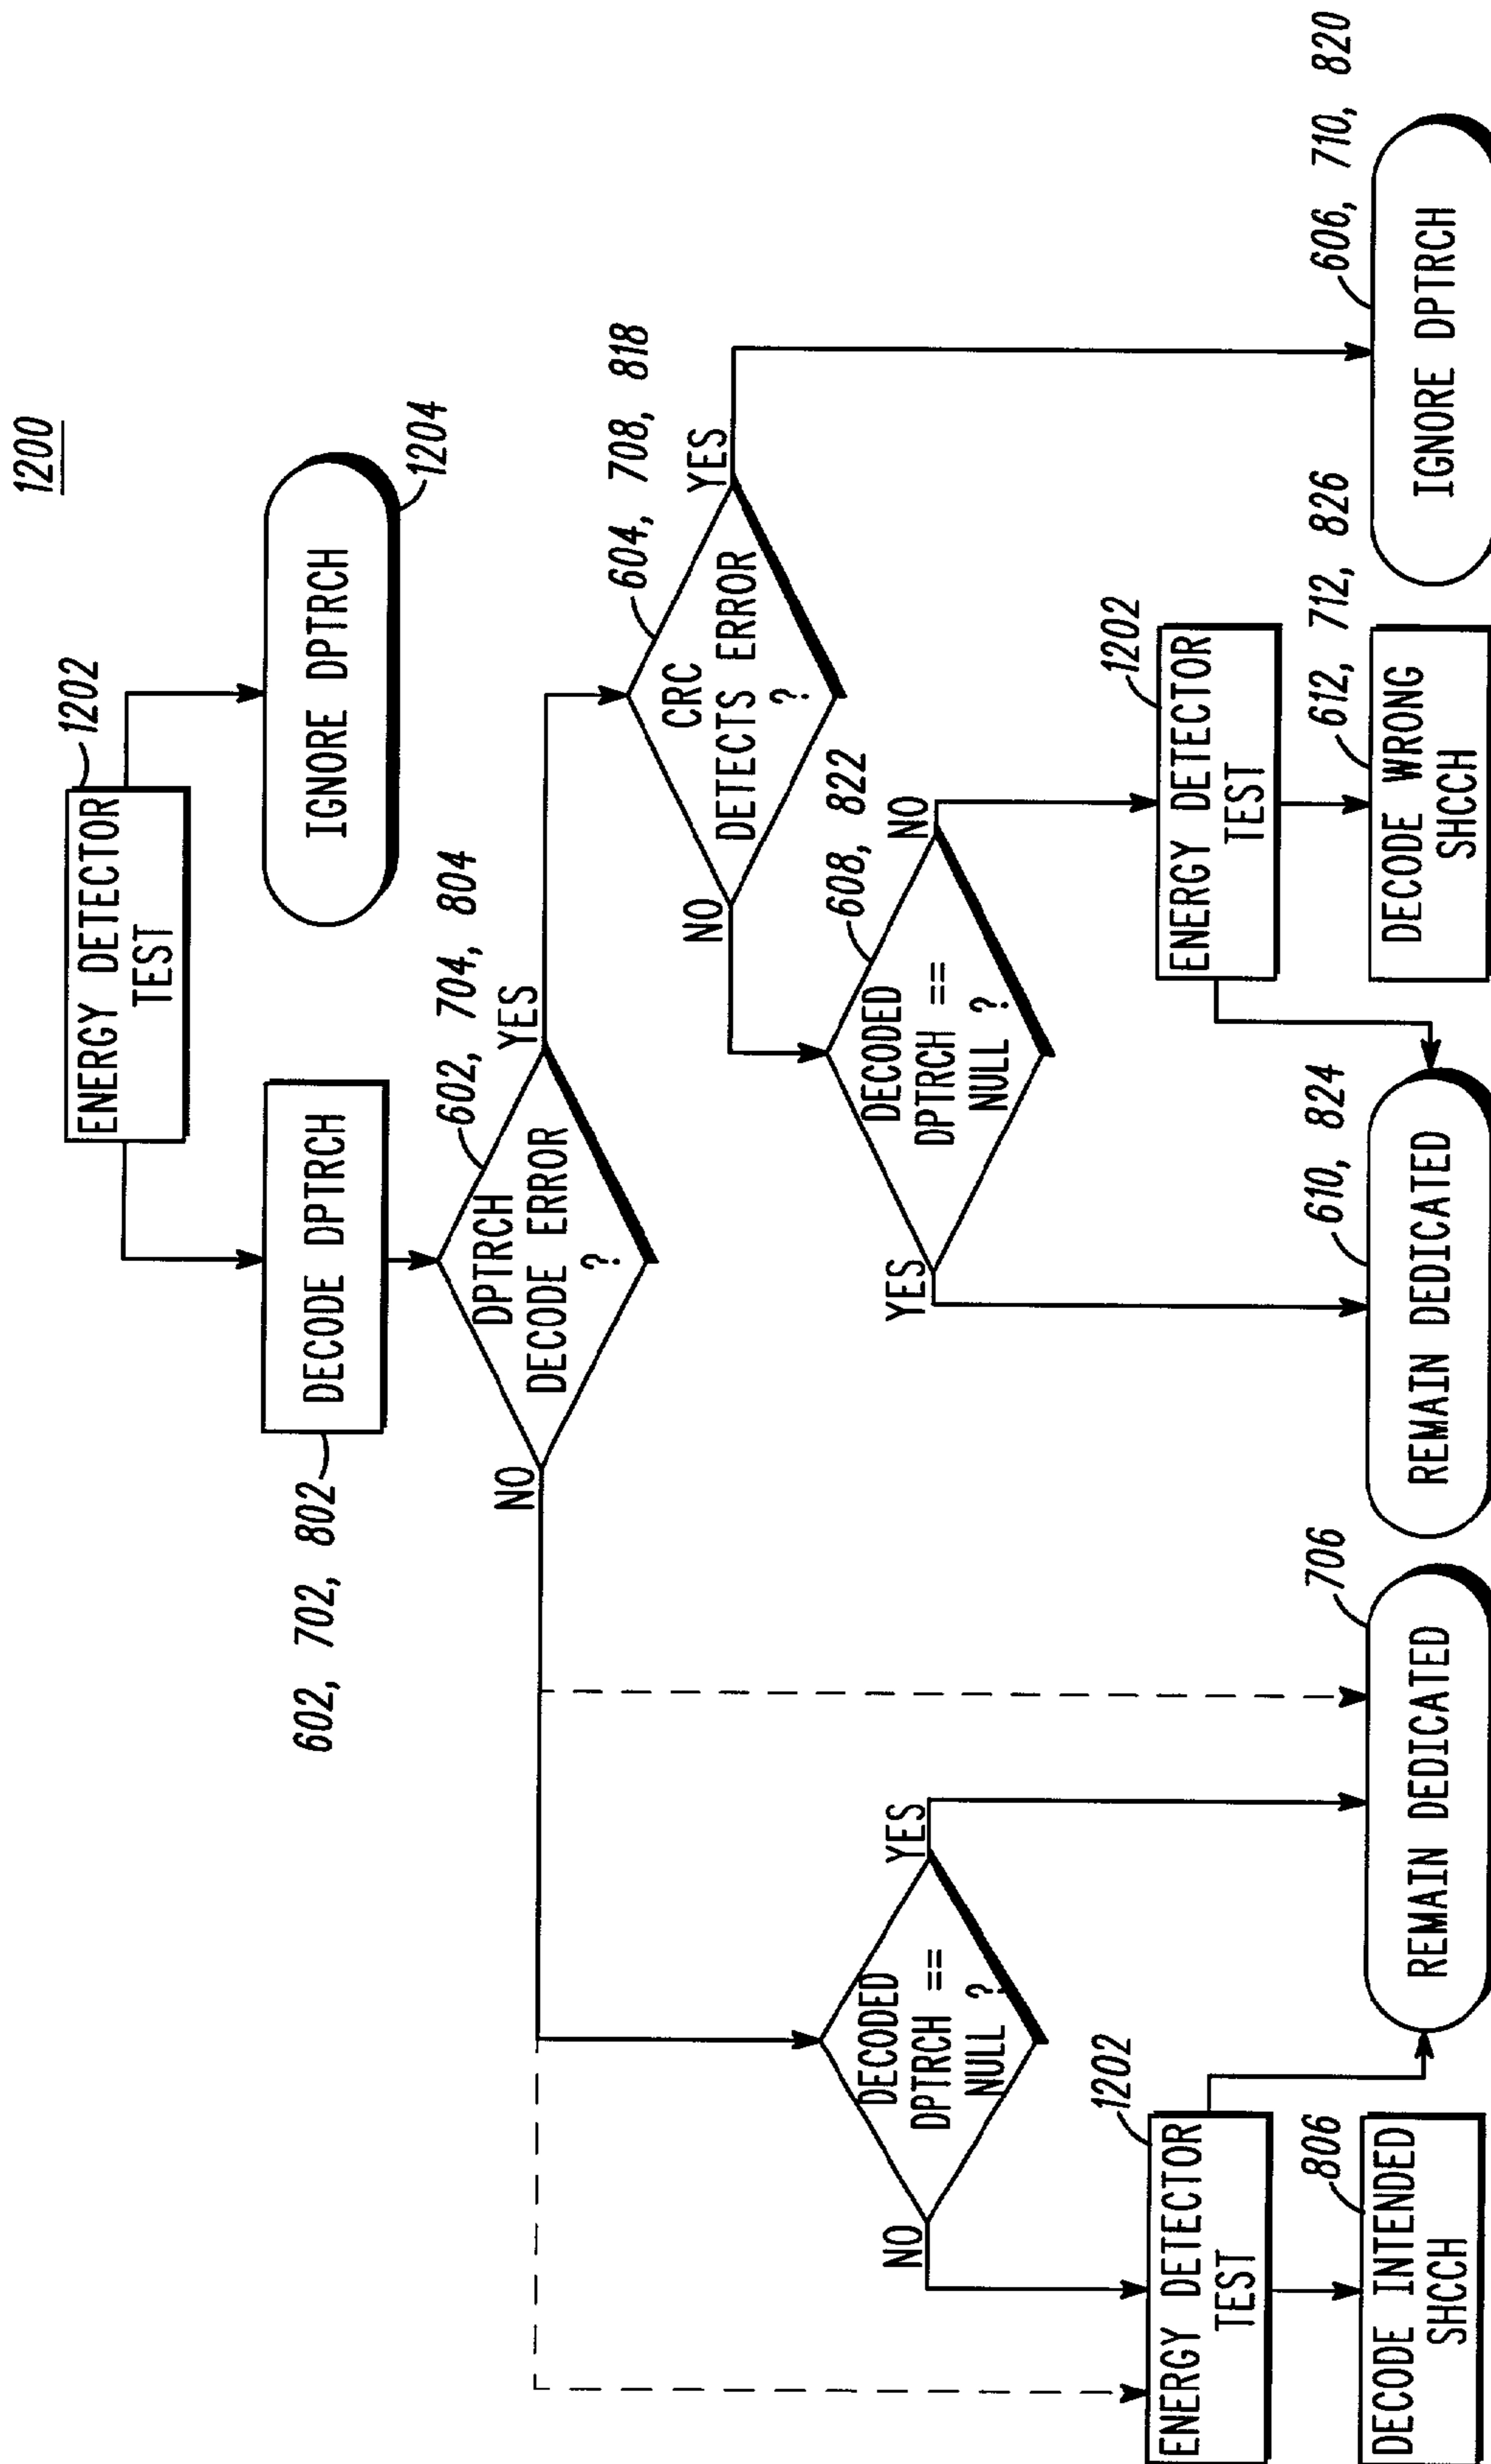 1200
1202
ENERGY DETECTOR
TEST
IGNORE DPTRCH
1204
602, 702, 802
DECODE DPTRCH
602, 704, 804
DPTRCH
DECODE ERROR
?
NO
YES
604, 708, 818
CRC
DETECTS ERROR
?
NO
YES
DECODED
DPTRCH ==
NULL ?
NO
YES
608, 822
DECODED
DPTRCH ==
NULL ?
YES
NO
1202
ENERGY DETECTOR
TEST
1202
ENERGY DETECTOR
TEST
806
DECODE INTENDED
SHCCH
706
REMAIN DEDICATED
610, 824
REMAIN DEDICATED
612, 712, 826
DECODE WRONG
SHCCH
606, 710, 820
IGNORE DPTRCH